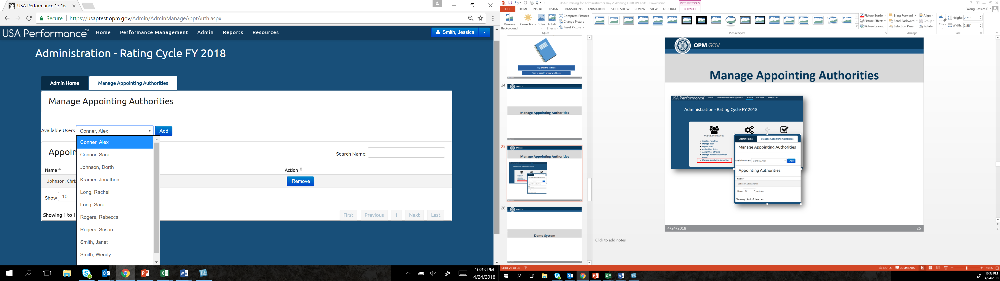 USA Performance 13:16
Secure
https://usaptest.opm.gov/Admin/AdminManageApptAuth.aspx
USA Performance™
Home
Performance Management
Admin
Reports
Resources
Smith, Jessica
Administration - Rating Cycle FY 2018
Admin Home
Manage Appointing Authorities
Manage Appointing Authorities
Available Users
Conner, Alex
Add
Conner, Alex
Connor, Sara
Johnson, Dorth
Kramer, Jonathon
Long, Rachel
Long, Sara
Rogers, Rebecca
Rogers, Susan
Smith, Janet
Smith, Wendy
Appoin
Search Name:
Name
Action
Johnson, Chris
Remove
Show 10
Showing 1 to 1
First
Previous
1
Next
Last
10:33 PM
4/24/2018
USAP Training for Administrators Day 2 Working Draft JW Edits - PowerPoint
PICTURE TOOLS
FILE
HOME
INSERT
DESIGN
TRANSITIONS
ANIMATIONS
SLIDE SHOW
REVIEW
VIEW
ACROBAT
FORMAT
Wong, Jessica E.
Remove
Background
Corrections
Color
Artistic
Effects
Compress Pictures
Change Picture
Reset Picture
Adjust
Picture Styles
Picture Border
Picture Effects
Picture Layout
Bring Forward
Send Backward
Selection Pane
Align
Group
Rotate
Arrange
Crop
Height: 2.71"
Width: 2.58"
Size
Log onto the Test Site
Turn to page [ ] of your workbook
24
OPM.GOV
Manage Appointing Authorities
25
OPM.GOV
Manage Appointing Authorities
26
OPM.GOV
Demo System
OPM.GOV
Manage Appointing Authorities
USA Performance™
Home
Performance Management
Admin
Reports
Resources
Administration - Rating Cycle FY 2018
Users & Permissions
Create a New User
Manage Users
Import Users
Assign User Roles
Assign User Officials
Manage Performance Review
Board
Manage Appointing Authorities
Admin Home
Manage Appointing Authorities
Manage Appointing Authorities
Available Users
Conner, Alex
Add
Appointing Authorities
Name
Johnson, Christopher
Show 10 entries
Showing 1 to 1 of 1 entries
4/24/2018
25
Click to add notes
SLIDE 25 OF 35
NOTES
COMMENTS
104%
10:33 PM
4/24/2018